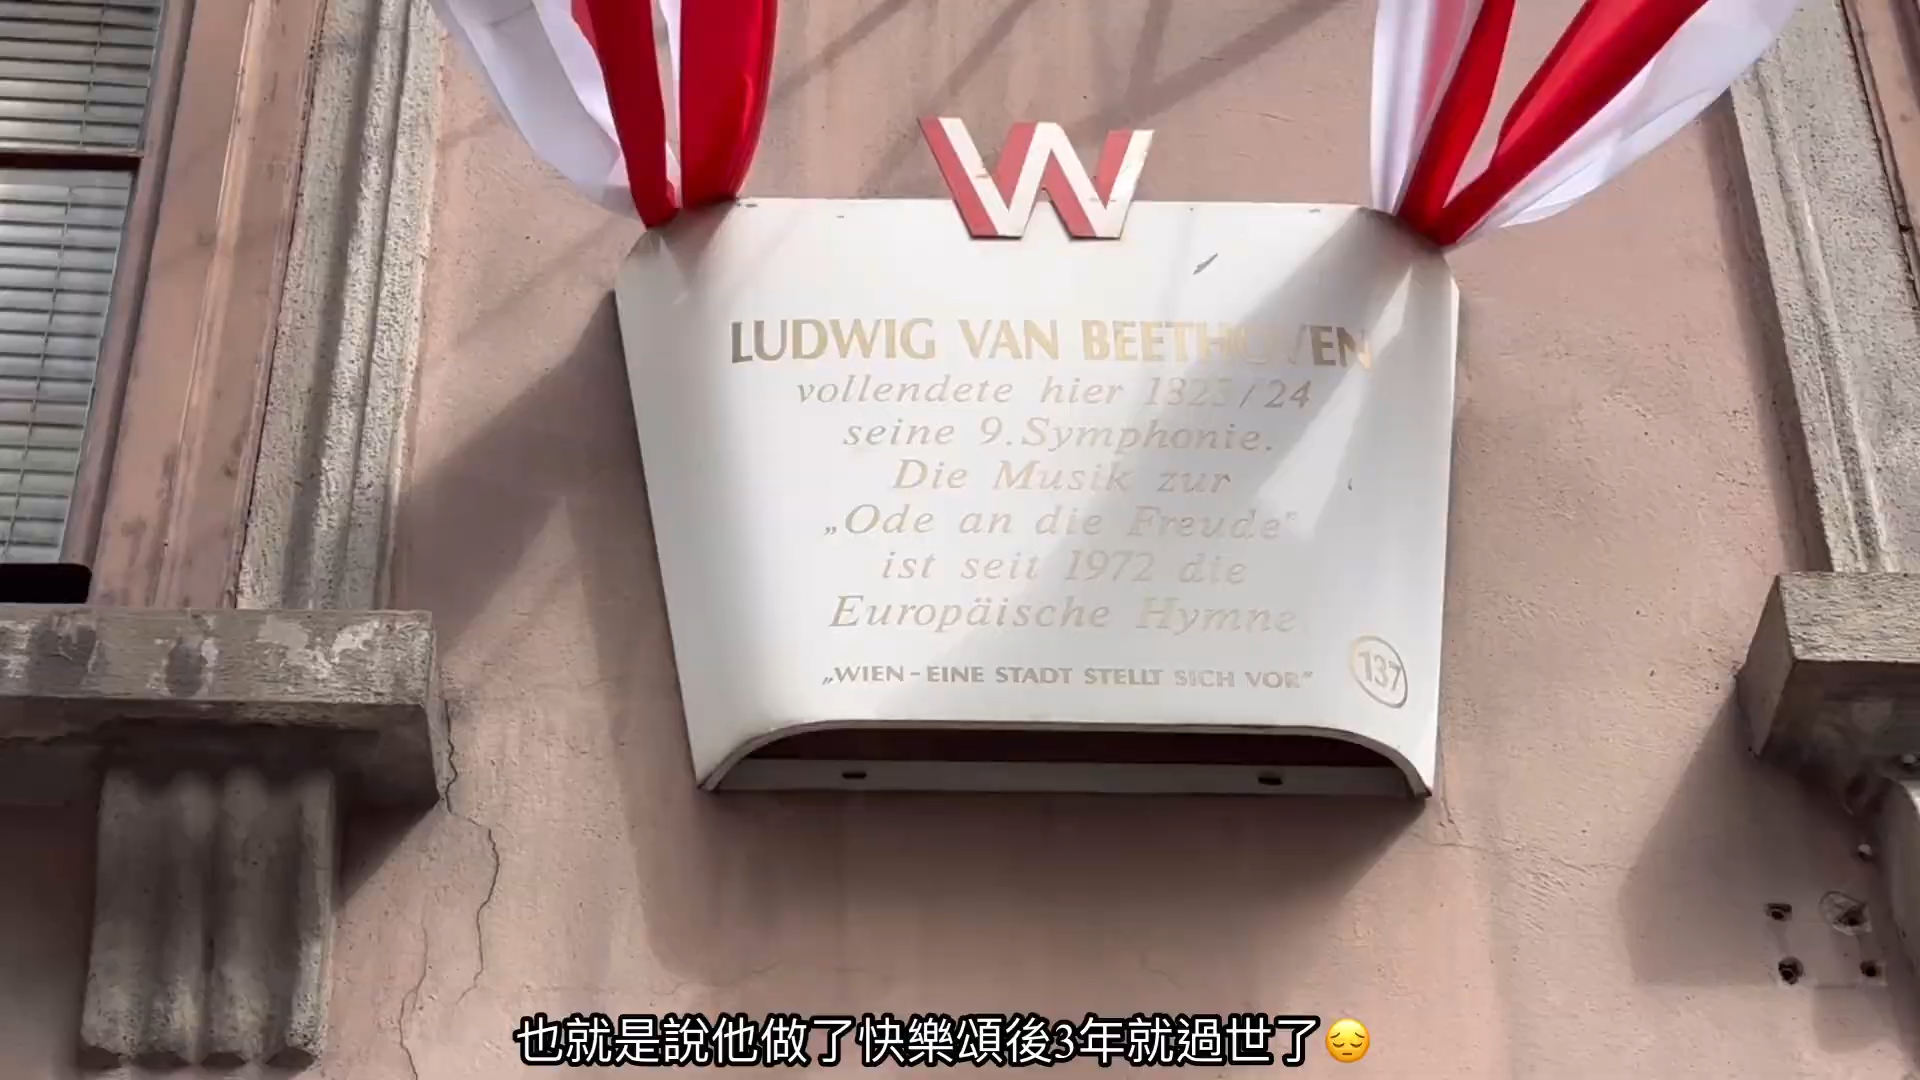 W
LUDWIG VAN BEETHOVEN
vollendete hier 1823/24
seine 9.Symphonie.
Die Musik zur
„Ode an die Freude"
ist seit 1972 die
Europäische Hymne
„WIEN-EINE STADT STELLT SICH VOR"
137
也就是說他做了快樂頌後3年就過世了😔